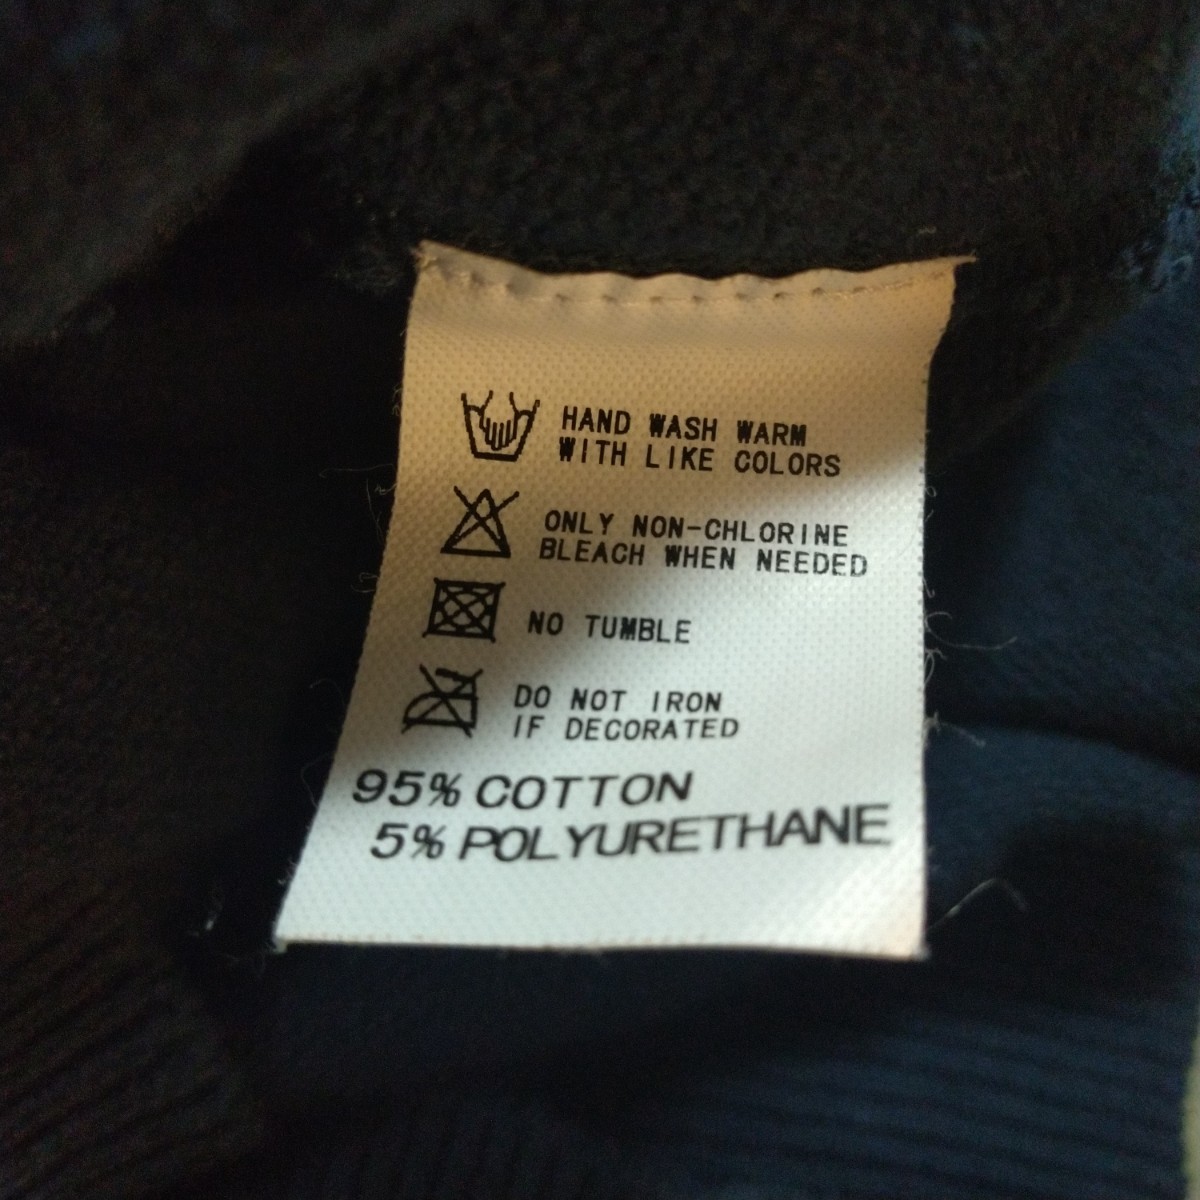 HAND WASH WARM
WITH LIKE COLORS
ONLY NON-CHLORINE
BLEACH WHEN NEEDED
NO TUMBLE
DO NOT IRON
IF DECORATED
95% COTTON
5% POLYURETHANE